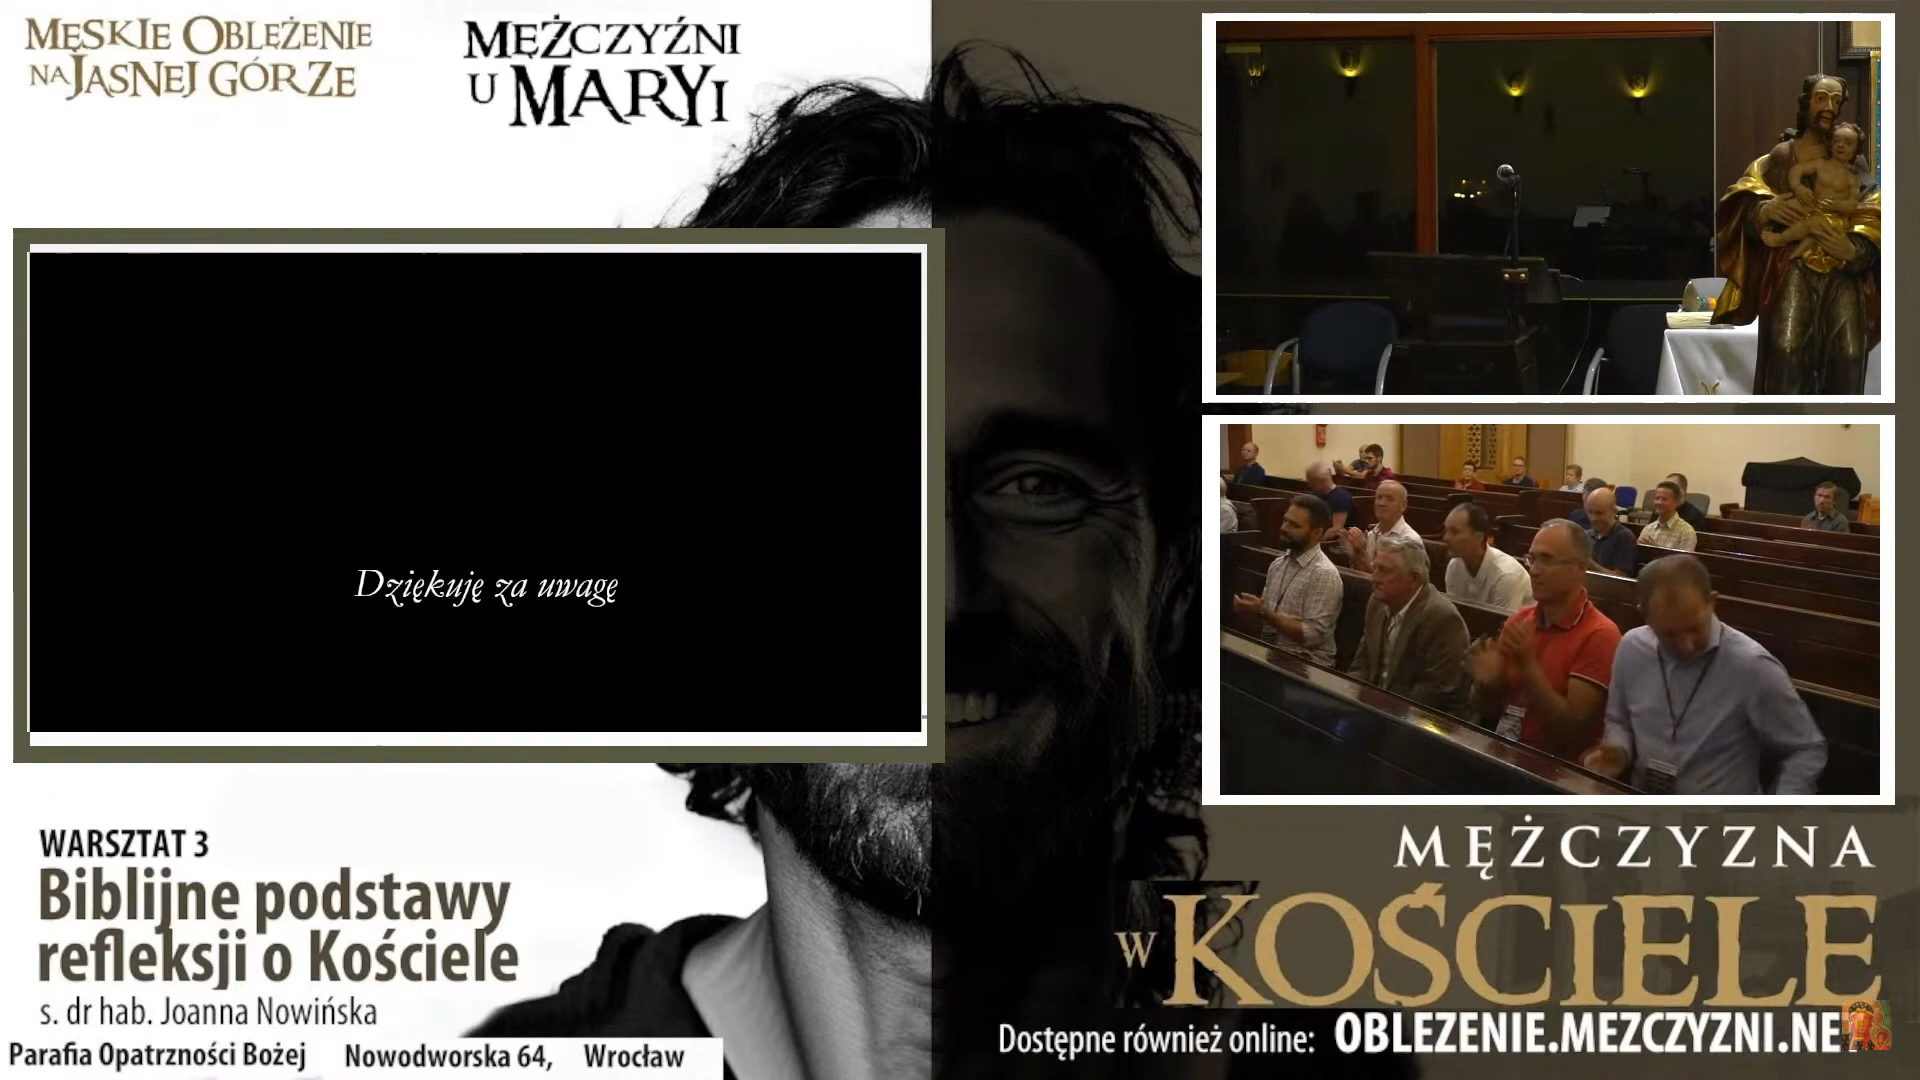 MĘSKIE OBLĘŻENIE
NA JASNEJ GÓRZE
MĘŻCZYŹNI
U MARYI
Dziękuję za uwagę
WARSZTAT 3
Biblijne podstawy
refleksji o Kościele
s. dr hab. Joanna Nowińska
Parafia Opatrzności Bożej Nowodworska 64, Wrocław
MĘŻCZYZNA
W KOŚCIELE
Dostępne również online: OBLEZENIE.MEZCZYZNI.NE